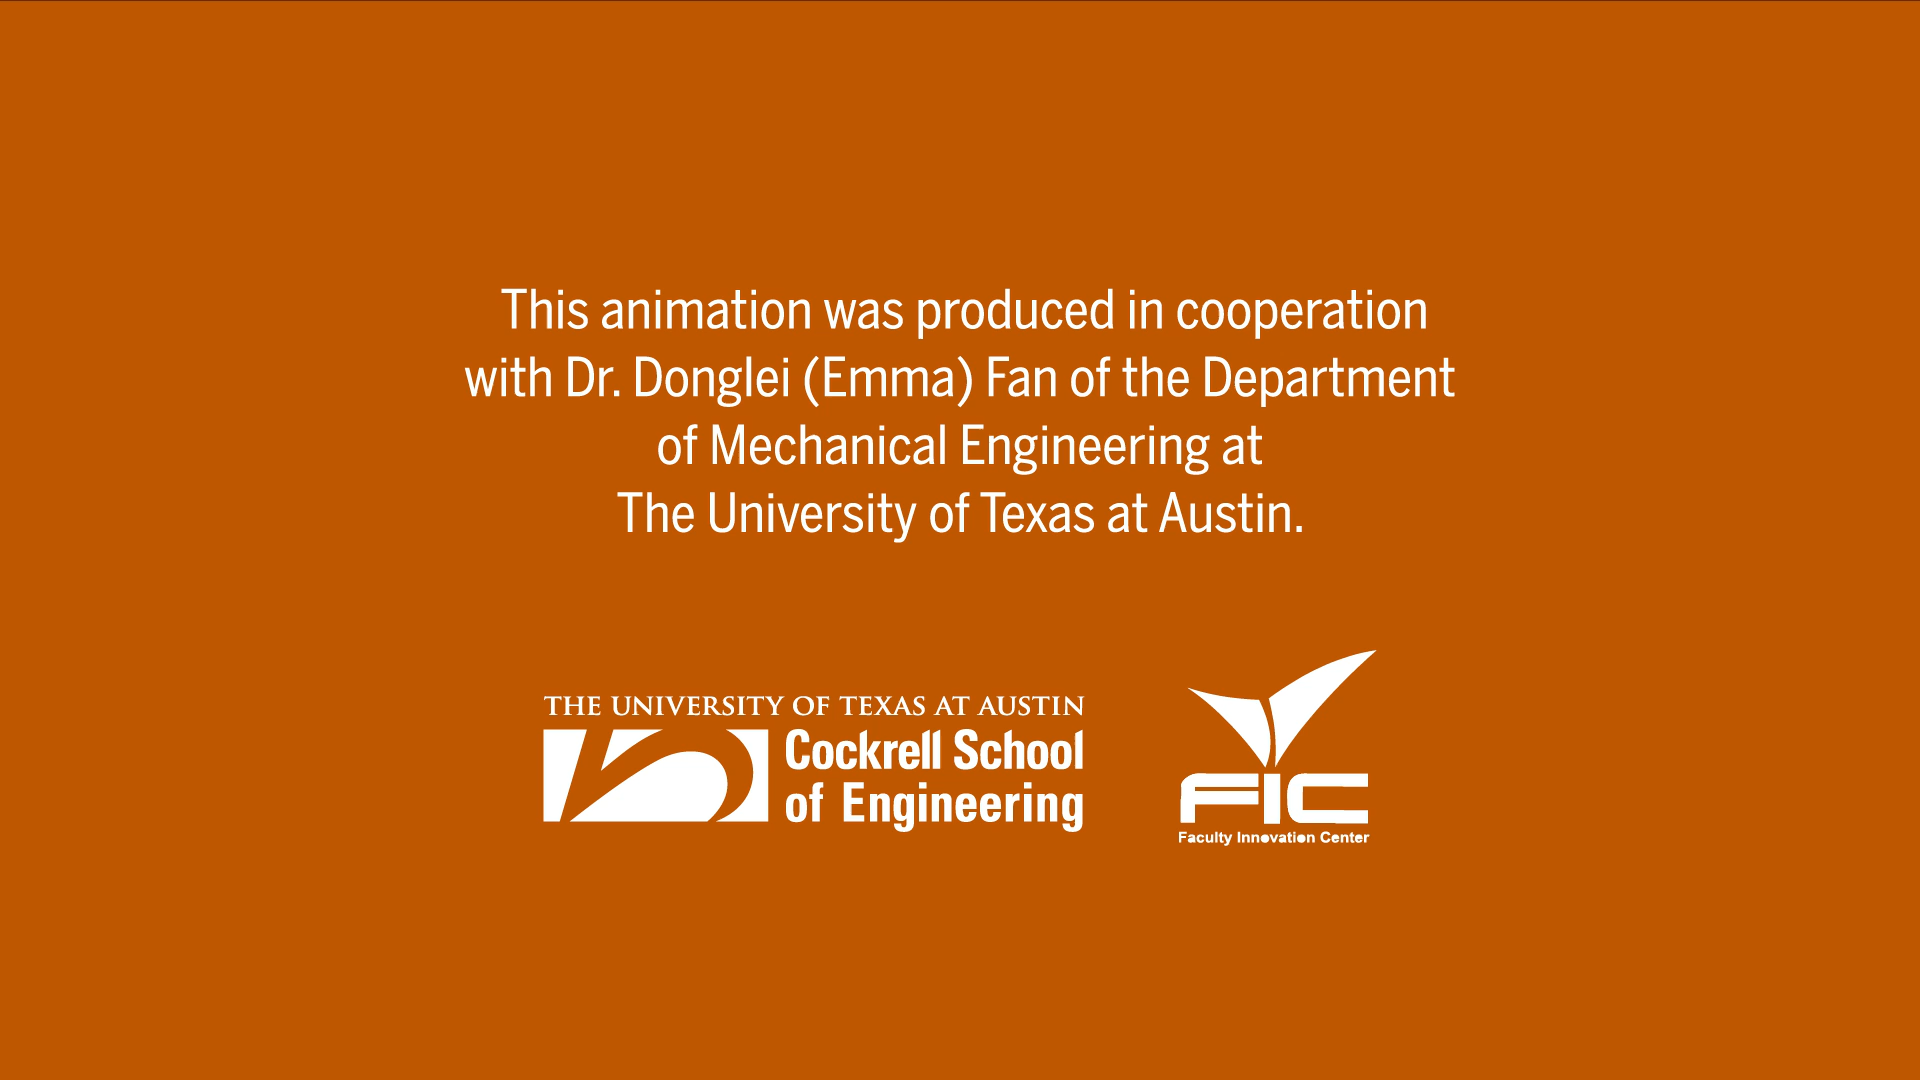 This animation was produced in cooperation
with Dr. Donglei (Emma) Fan of the Department
of Mechanical Engineering at
The University of Texas at Austin.
THE UNIVERSITY OF TEXAS AT AUSTIN
Cockrell School
of Engineering
FIC
Faculty Innovation Center